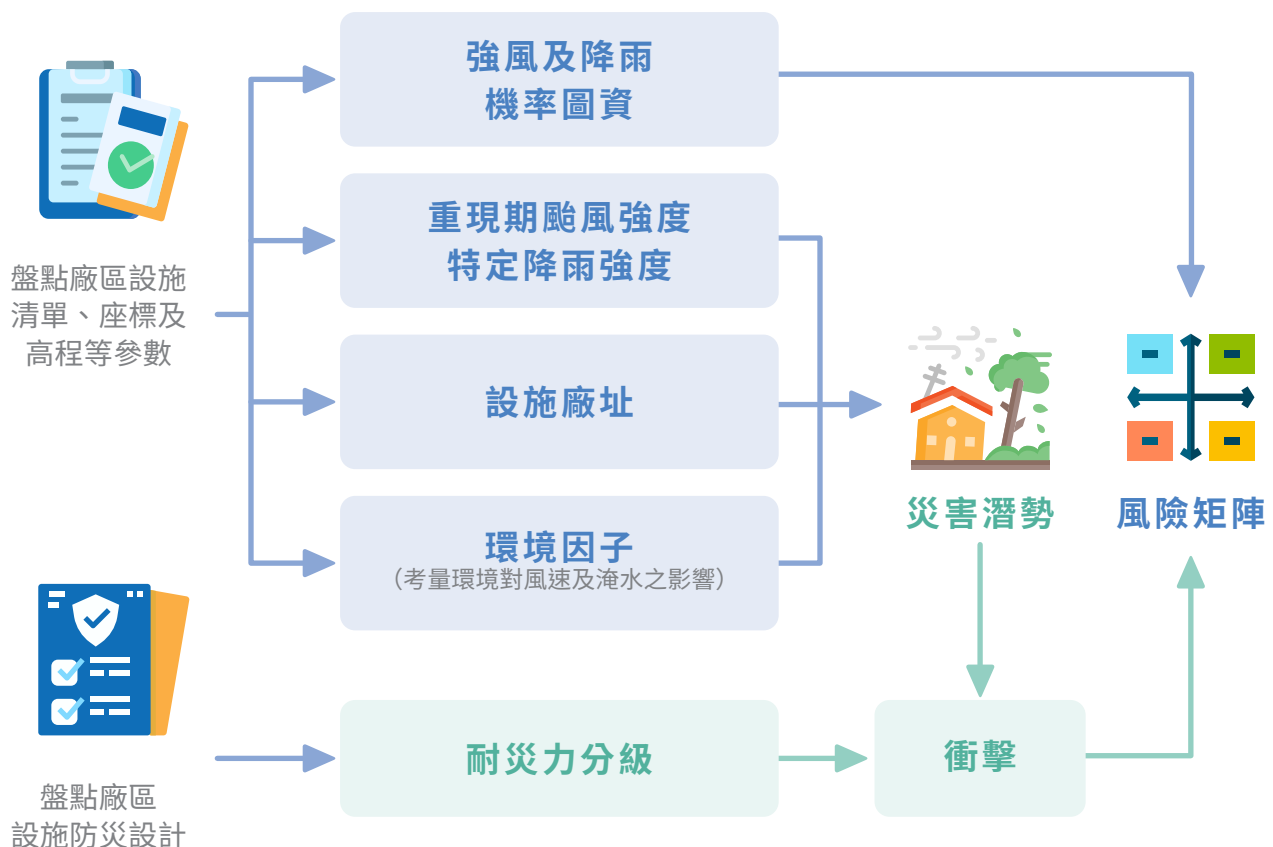 強風及降雨
機率圖資
重現期颱風強度
特定降雨強度
盤點廠區設施
清單、座標及
高程等參數
設施廠址
環境因子
（考量環境對風速及淹水之影響）
災害潛勢
風險矩陣
耐災力分級
衝擊
盤點廠區
設施防災設計